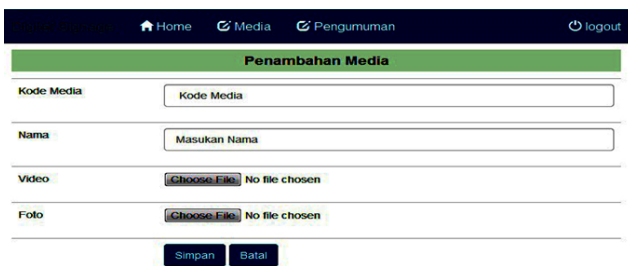 Home Media Pengumuman logout
Penambahan Media
Kode Media Kode Media
Nama Masukan Nama
Video Choose File No file chosen
Foto Choose File No file chosen
Simpan Batal